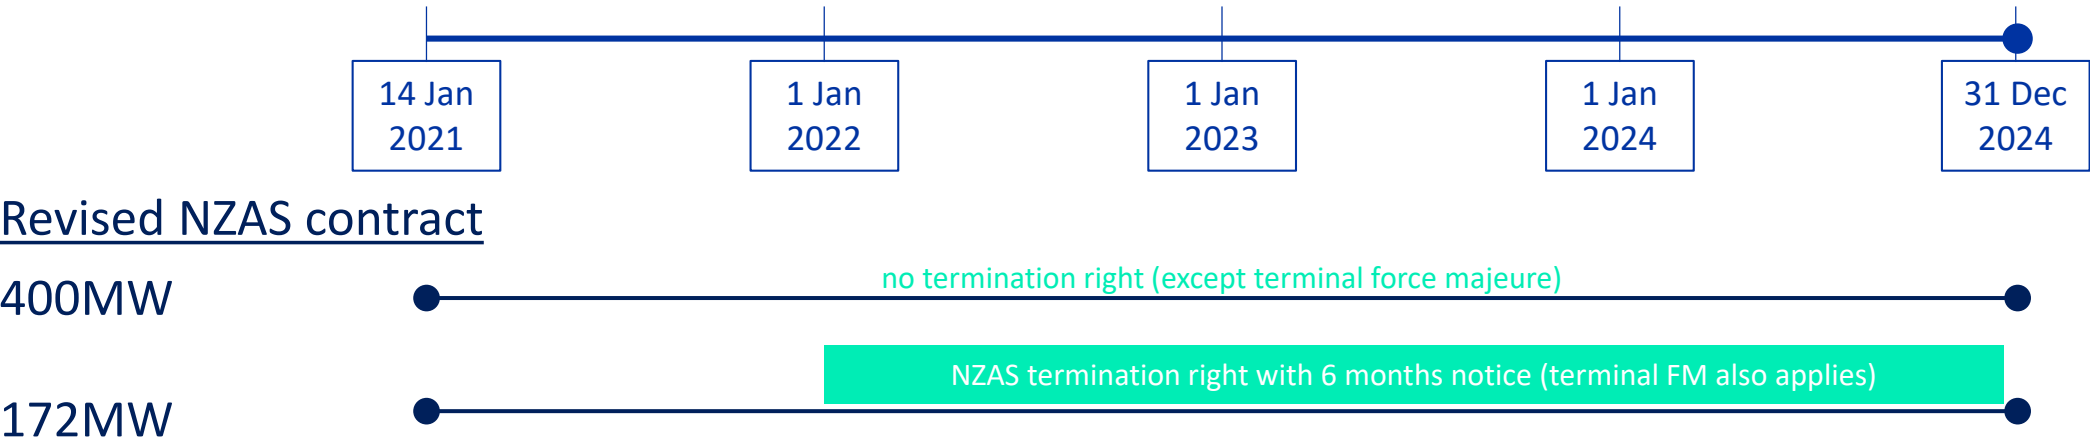 14 Jan
2021
1 Jan
2022
1 Jan
2023
1 Jan
2024
31 Dec
2024
Revised NZAS contract
400MW
no termination right (except terminal force majeure)
NZAS termination right with 6 months notice (terminal FM also applies)
172MW